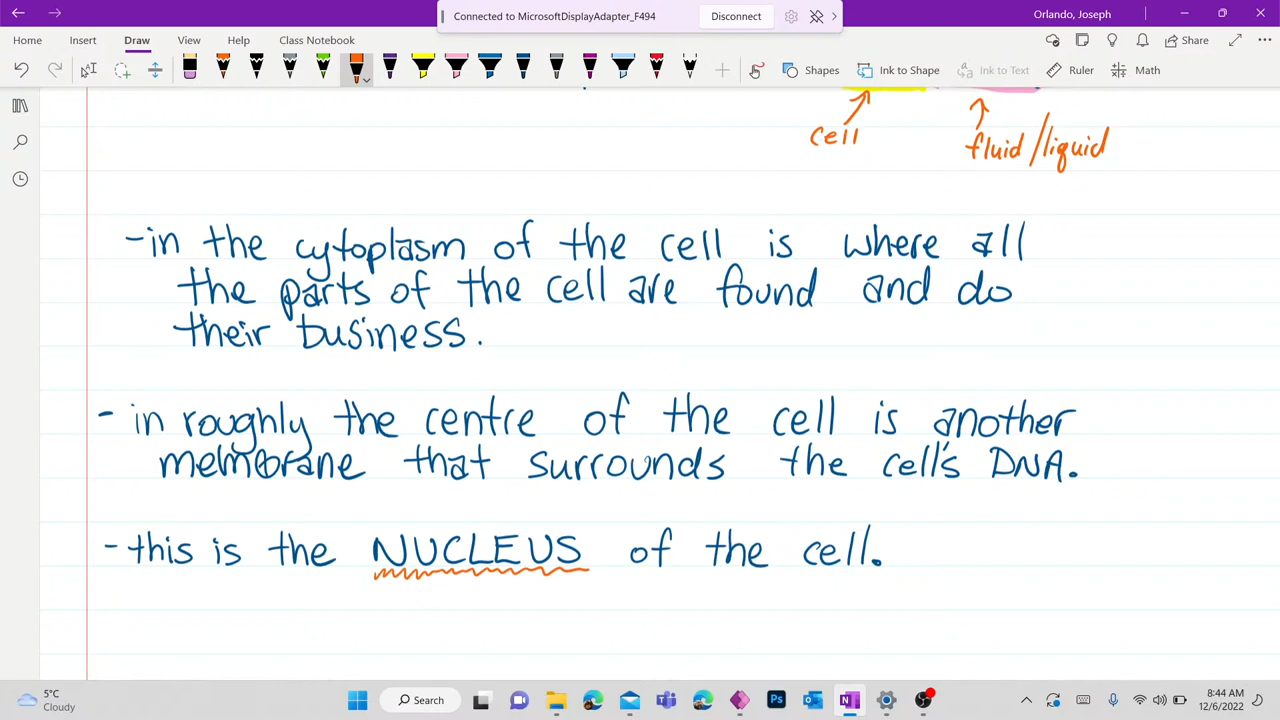 Connected to MicrosoftDisplayAdapter_F494
Disconnect
Orlando, Joseph
Home Insert Draw View Help Class Notebook
Share
Shapes Ink to Shape Ink to Text Ruler Math
cell
fluid/liquid
-in the cytoplasm of the cell is where all
the parts of the cell are found and do
their business.
- in roughly the centre of the cell is another
membrane that surrounds the cell's DNA.
-this is the NUCLEUS of the cell.
5°C
Cloudy
Search
8:44 AM
12/6/2022